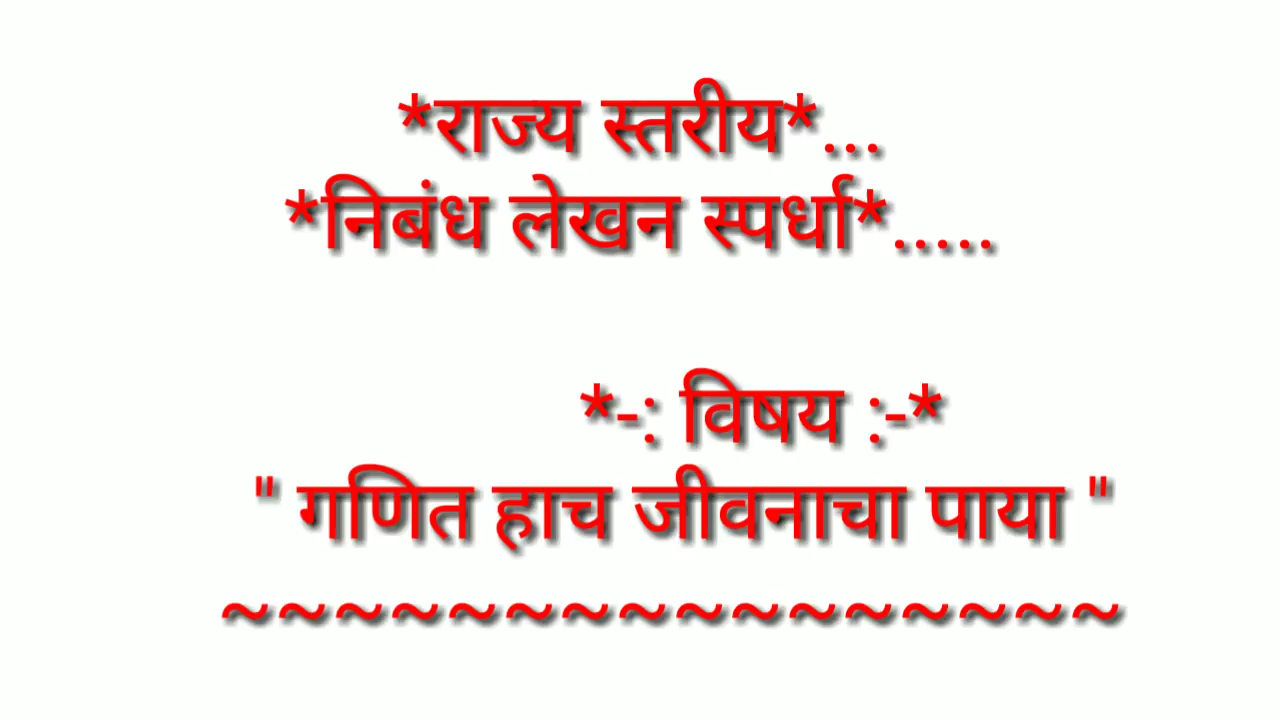 *राज्य स्तरीय*...
*निबंध लेखन स्पर्धा*.....
*-: विषय :-*
" गणित हाच जीवनाचा पाया "
~~~~~~~~~~~~~~~~